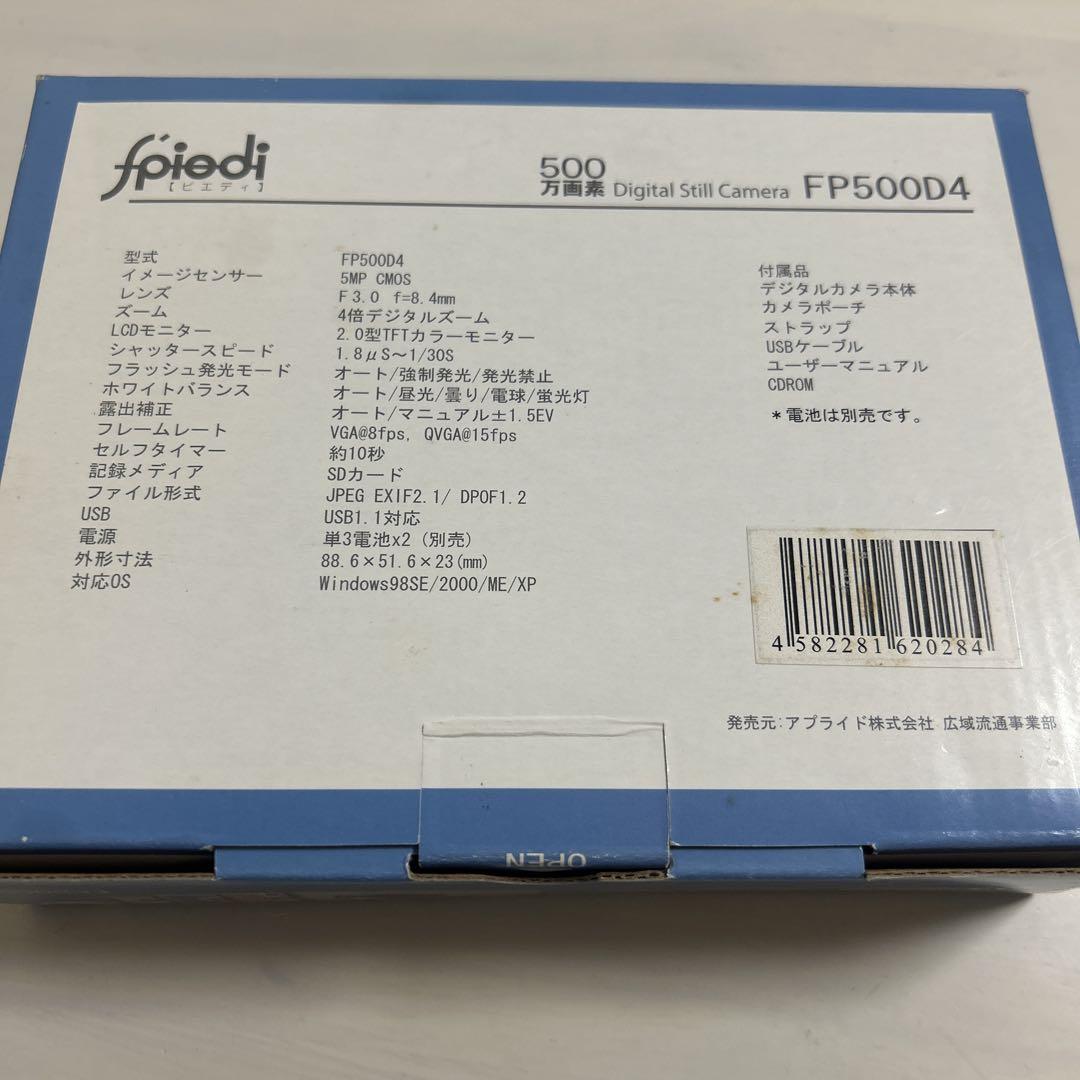 fpiedi
【ピエディ】
500
万画素 Digital Still Camera FP500D4
型式 FP500D4
イメージセンサー 5MP CMOS
レンズ F3.0 f=8.4mm
ズーム 4倍デジタルズーム
LCDモニター 2.0型TFTカラーモニター
シャッタースピード 1.8μS～1/30S
フラッシュ発光モード オート/強制発光/発光禁止
ホワイトバランス オート/昼光/曇り/電球/蛍光灯
露出補正 オート/マニュアル±1.5EV
フレームレート VGA@8fps, QVGA@15fps
セルフタイマー 約10秒
記録メディア SDカード
ファイル形式 JPEG EXIF2.1/ DPOF1.2
USB USB1.1対応
電源 単3電池x2（別売）
外形寸法 88.6×51.6×23(mm)
対応OS Windows98SE/2000/ME/XP
付属品
デジタルカメラ本体
カメラポーチ
ストラップ
USBケーブル
ユーザーマニュアル
CDROM
＊電池は別売です。
4 582281 620284
発売元:アプライド株式会社 広域流通事業部
OPEN